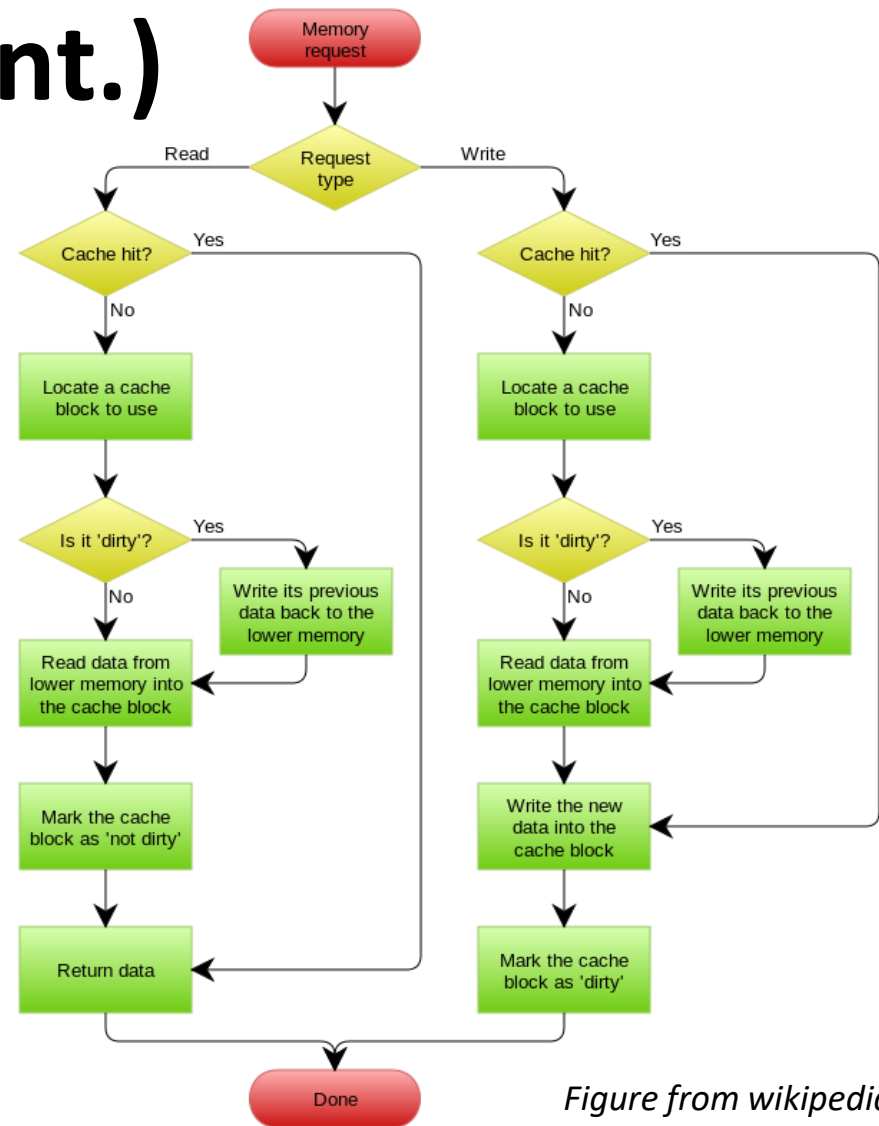 nt.)
Memory
request
Request
type
Read
Write
Cache hit?
Yes
No
Locate a cache
block to use
Is it 'dirty'?
Yes
No
Write its previous
data back to the
lower memory
Read data from
lower memory into
the cache block
Mark the cache
block as 'not dirty'
Return data
Cache hit?
Yes
No
Locate a cache
block to use
Is it 'dirty'?
Yes
No
Write its previous
data back to the
lower memory
Read data from
lower memory into
the cache block
Write the new
data into the
cache block
Mark the cache
block as 'dirty'
Done
Figure from wikipedia